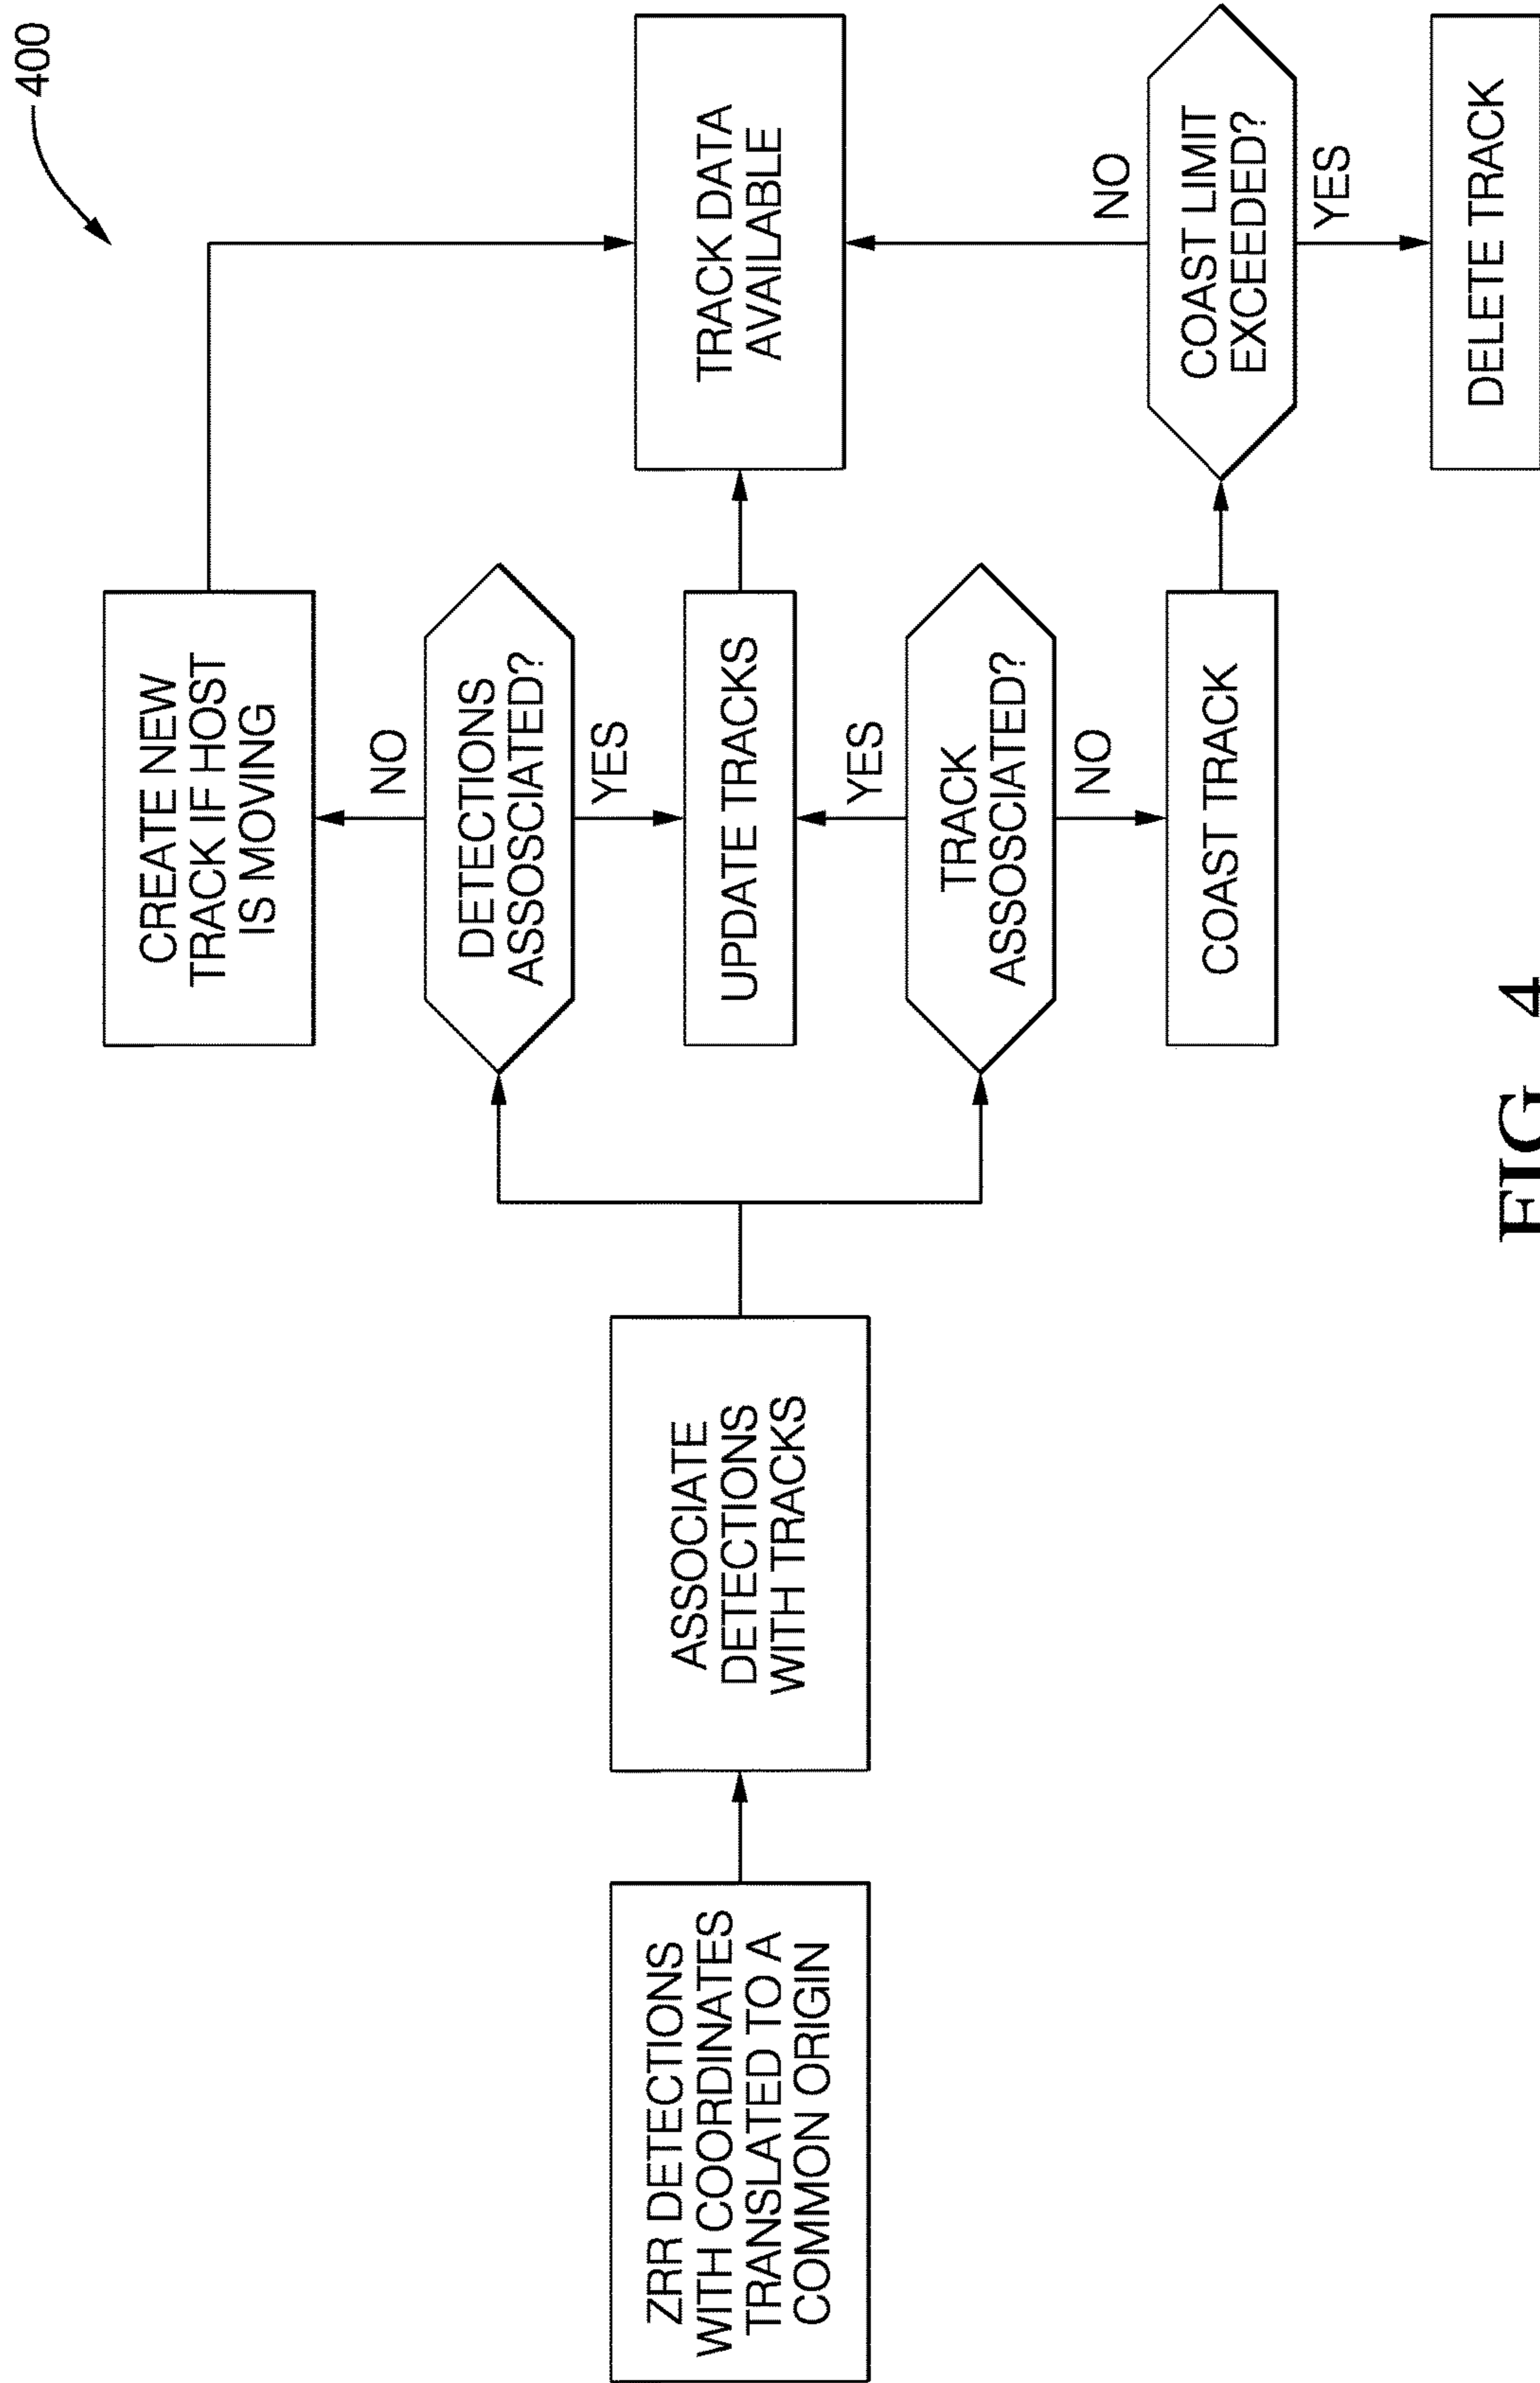 400
ZRR DETECTIONS
WITH COORDINATES
TRANSLATED TO A
COMMON ORIGIN
ASSOCIATE
DETECTIONS
WITH TRACKS
CREATE NEW
TRACK IF HOST
IS MOVING
NO
DETECTIONS
ASSOSCIATED?
YES
UPDATE TRACKS
YES
TRACK
ASSOSCIATED?
NO
COAST TRACK
TRACK DATA
AVAILABLE
NO
COAST LIMIT
EXCEEDED?
YES
DELETE TRACK
FIG. 4